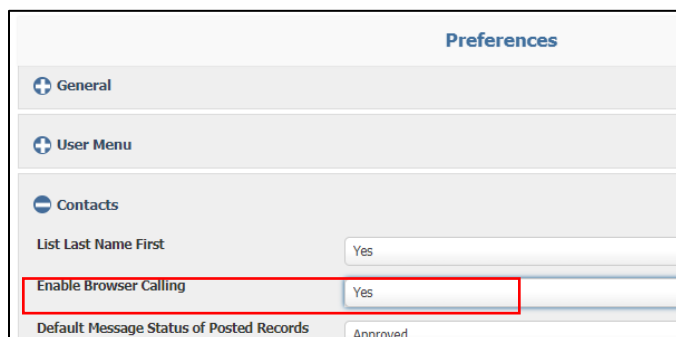 Preferences
General
User Menu
Contacts
List Last Name First
Yes
Enable Browser Calling
Yes
Default Message Status of Posted Records
Approved